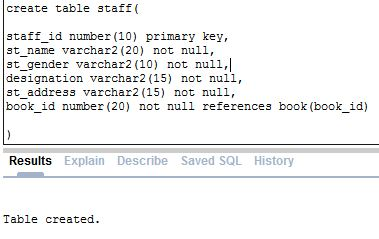 create table staff(
staff_id number(10) primary key,
st_name varchar2(20) not null,
st_gender varchar2(10) not null,
designation varchar2(15) not null,
st_address varchar2(15) not null,
book_id number(20) not null references book(book_id)
)
Results Explain Describe Saved SQL History
Table created.